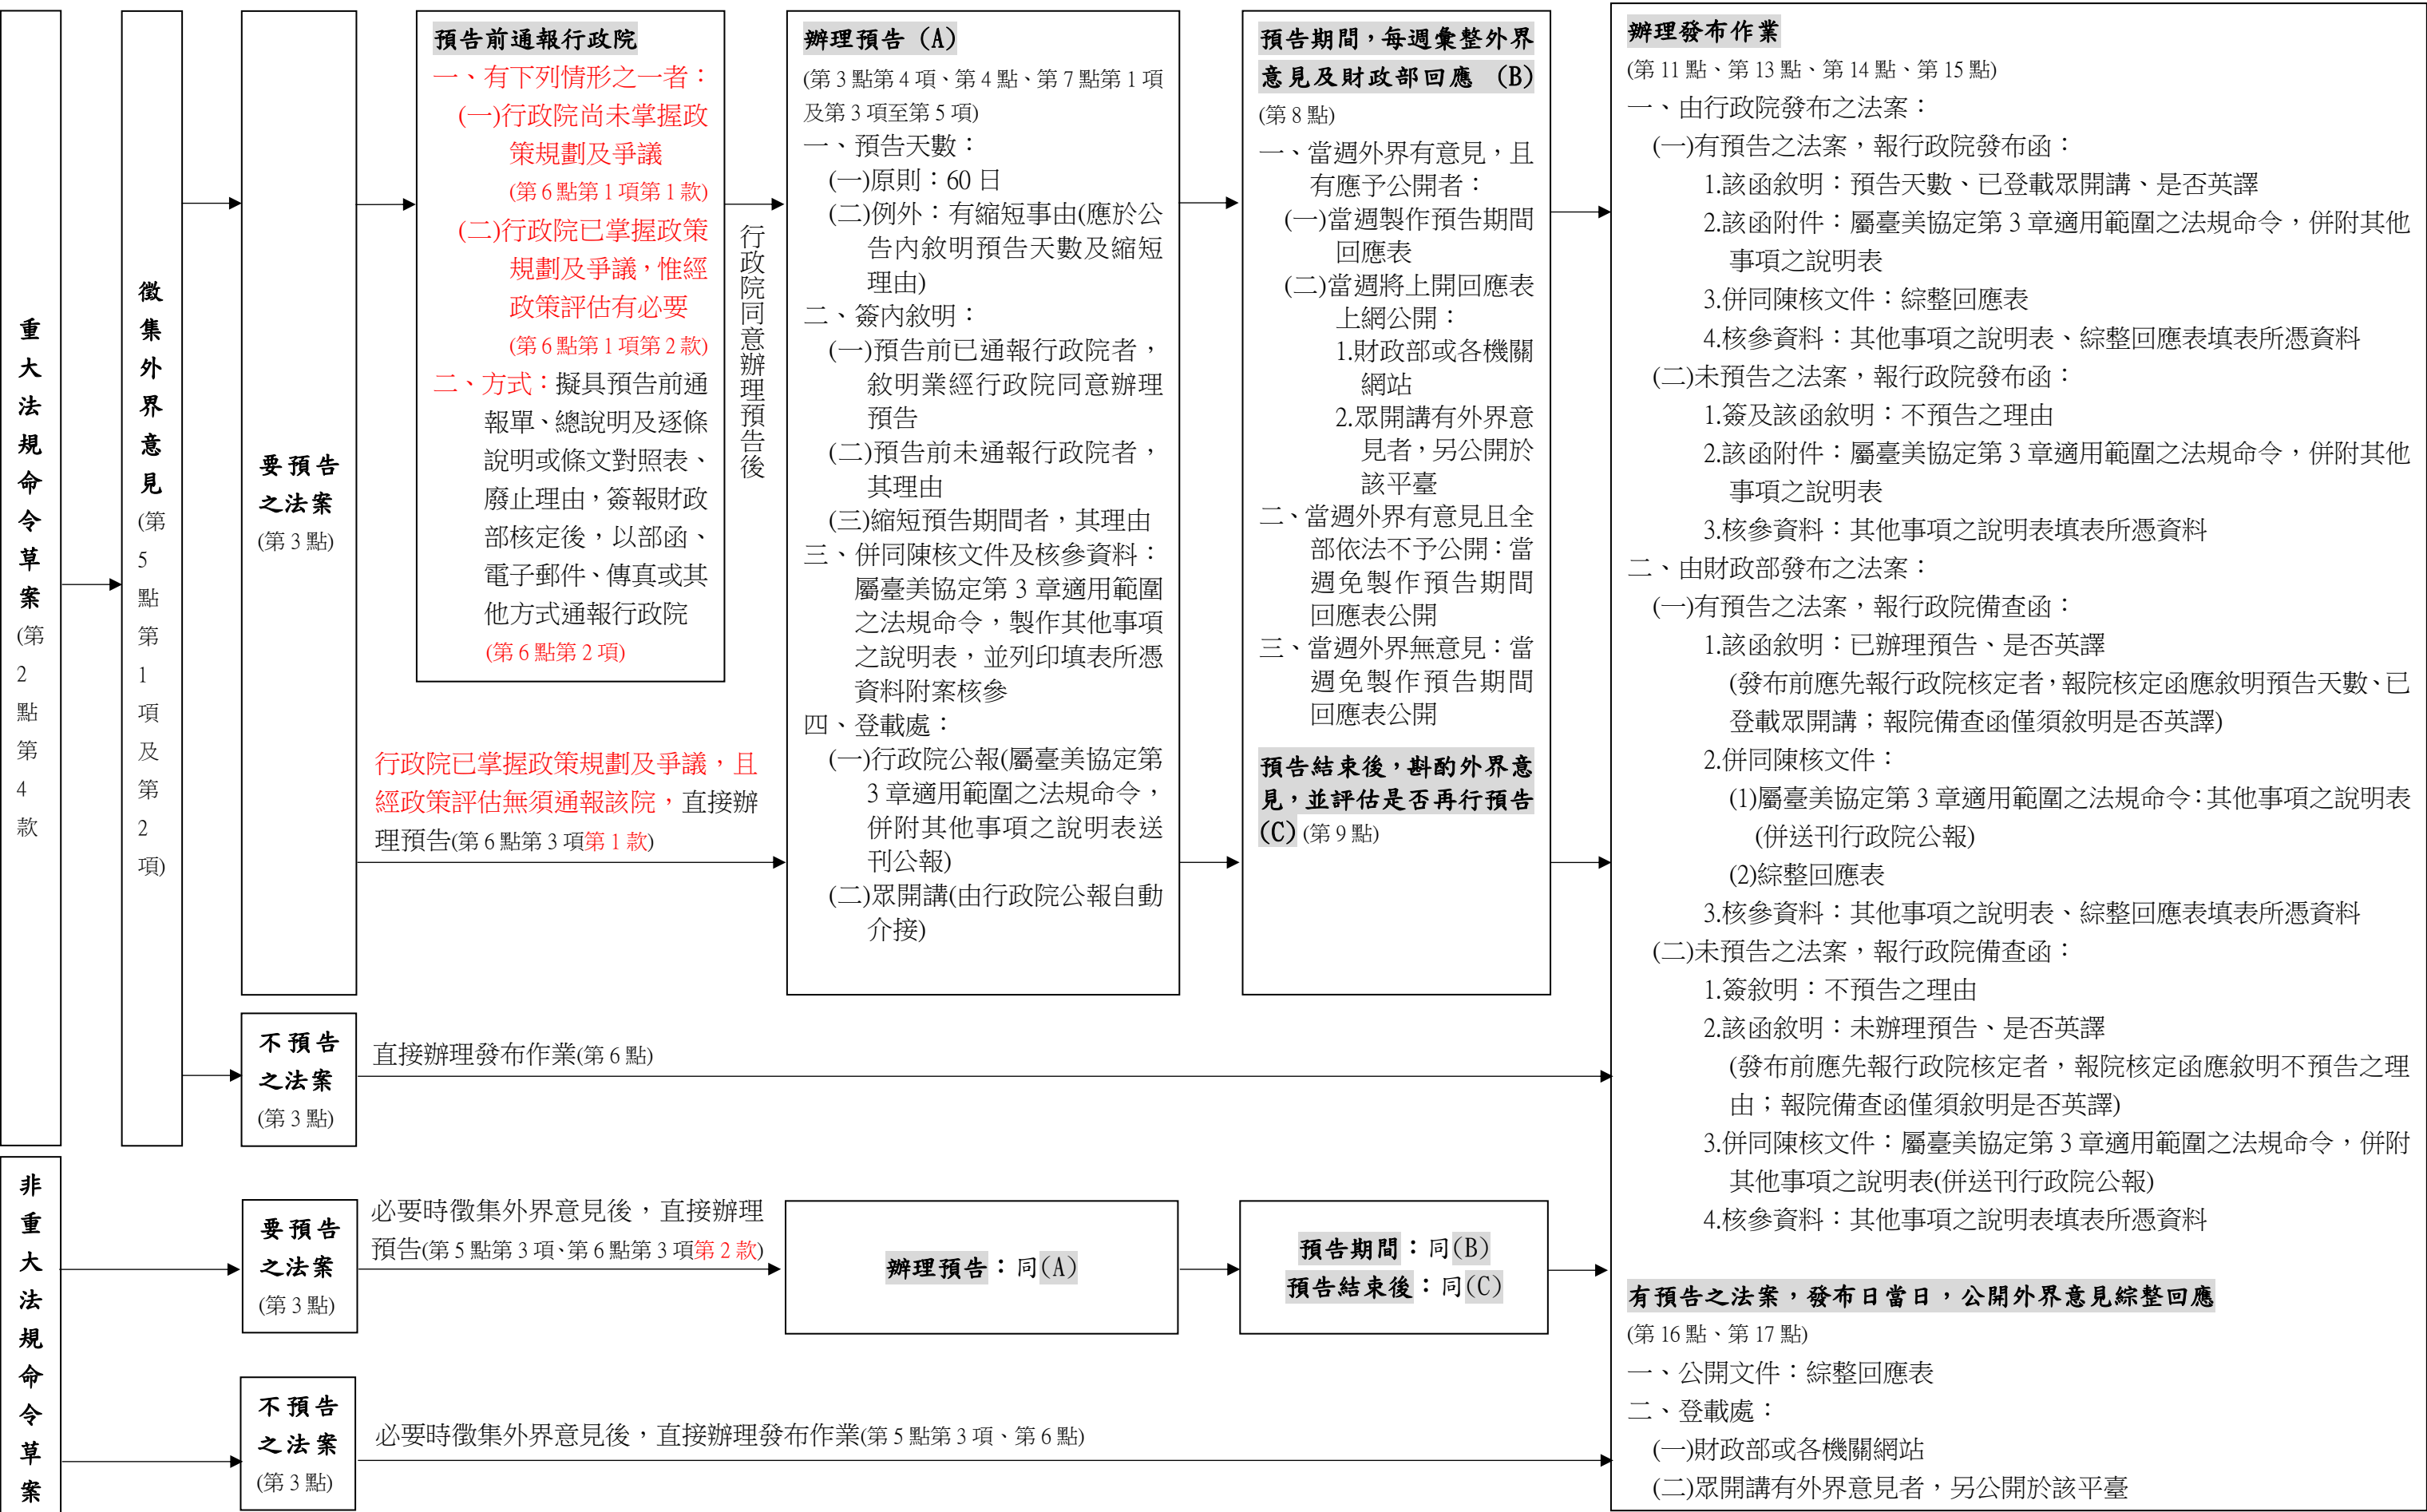 重大法規命令草案(第2點第4款
徵集外界意見(第5點第1項及第2項)
要預告
之法案
(第3點)
預告前通報行政院
一、有下列情形之一者：
(一)行政院尚未掌握政
策規劃及爭議
(第6點第1項第1款)
(二)行政院已掌握政策
規劃及爭議，惟經
政策評估有必要
(第6點第1項第2款)
二、方式：擬具預告前通
報單、總說明及逐條
說明或條文對照表、
廢止理由，簽報財政
部核定後，以部函、
電子郵件、傳真或其
他方式通報行政院
(第6點第2項)
行政院同意辦理預告後
行政院已掌握政策規劃及爭議，且
經政策評估無須通報該院，直接辦
理預告(第6點第3項第1款)
辦理預告 (A)
(第3點第4項、第4點、第7點第1項
及第3項至第5項)
一、預告天數：
(一)原則：60日
(二)例外：有縮短事由(應於公
告內敘明預告天數及縮短
理由)
二、簽內敘明：
(一)預告前已通報行政院者，
敘明業經行政院同意辦理
預告
(二)預告前未通報行政院者，
其理由
(三)縮短預告期間者，其理由
三、併同陳核文件及核參資料：
屬臺美協定第3章適用範圍
之法規命令，製作其他事項
之說明表，並列印填表所憑
資料附案核參
四、登載處：
(一)行政院公報(屬臺美協定第
3章適用範圍之法規命令，
併附其他事項之說明表送
刊公報)
(二)眾開講(由行政院公報自動
介接)
預告期間，每週彙整外界
意見及財政部回應 (B)
(第8點)
一、當週外界有意見，且
有應予公開者：
(一)當週製作預告期間
回應表
(二)當週將上開回應表
上網公開：
1.財政部或各機關
網站
2.眾開講有外界意
見者，另公開於
該平臺
二、當週外界有意見且全
部依法不予公開：當
週免製作預告期間
回應表公開
三、當週外界無意見：當
週免製作預告期間
回應表公開
預告結束後，斟酌外界意
見，並評估是否再行預告
(C)(第9點)
辦理發布作業
(第11點、第13點、第14點、第15點)
一、由行政院發布之法案：
(一)有預告之法案，報行政院發布函：
1.該函敘明：預告天數、已登載眾開講、是否英譯
2.該函附件：屬臺美協定第3章適用範圍之法規命令，併附其他
事項之說明表
3.併同陳核文件：綜整回應表
4.核參資料：其他事項之說明表、綜整回應表填表所憑資料
(二)未預告之法案，報行政院發布函：
1.簽及該函敘明：不預告之理由
2.該函附件：屬臺美協定第3章適用範圍之法規命令，併附其他
事項之說明表
3.核參資料：其他事項之說明表填表所憑資料
二、由財政部發布之法案：
(一)有預告之法案，報行政院備查函：
1.該函敘明：已辦理預告、是否英譯
(發布前應先報行政院核定者，報院核定函應敘明預告天數、已
登載眾開講；報院備查函僅須敘明是否英譯)
2.併同陳核文件：
(1)屬臺美協定第3章適用範圍之法規命令：其他事項之說明表
(併送刊行政院公報)
(2)綜整回應表
3.核參資料：其他事項之說明表、綜整回應表填表所憑資料
(二)未預告之法案，報行政院備查函：
1.簽敘明：不預告之理由
2.該函敘明：未辦理預告、是否英譯
(發布前應先報行政院核定者，報院核定函應敘明不預告之理
由；報院備查函僅須敘明是否英譯)
3.併同陳核文件：屬臺美協定第3章適用範圍之法規命令，併附
其他事項之說明表(併送刊行政院公報)
4.核參資料：其他事項之說明表填表所憑資料
有預告之法案，發布日當日，公開外界意見綜整回應
(第16點、第17點)
一、公開文件：綜整回應表
二、登載處：
(一)財政部或各機關網站
(二)眾開講有外界意見者，另公開於該平臺
不預告
之法案
(第3點)
直接辦理發布作業(第6點)
非重大法規命令草案
要預告
之法案
(第3點)
必要時徵集外界意見後，直接辦理
預告(第5點第3項、第6點第3項第2款)
辦理預告：同(A)
預告期間：同(B)
預告結束後：同(C)
不預告
之法案
(第3點)
必要時徵集外界意見後，直接辦理發布作業(第5點第3項、第6點)